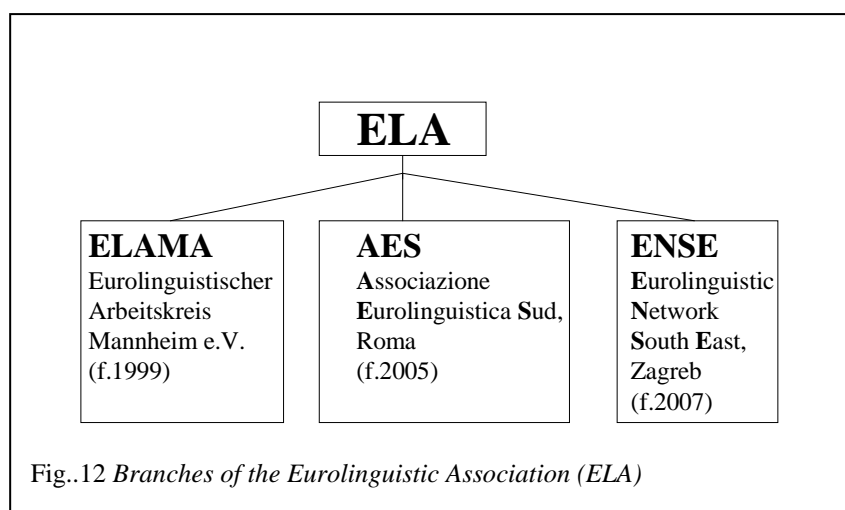 ELA
ELAMA
Eurolinguistischer
Arbeitskreis
Mannheim e.V.
(f.1999)
AES
Associazione
Eurolinguistica Sud,
Roma
(f.2005)
ENSE
Eurolinguistic
Network
South East,
Zagreb
(f.2007)
Fig..12 Branches of the Eurolinguistic Association (ELA)